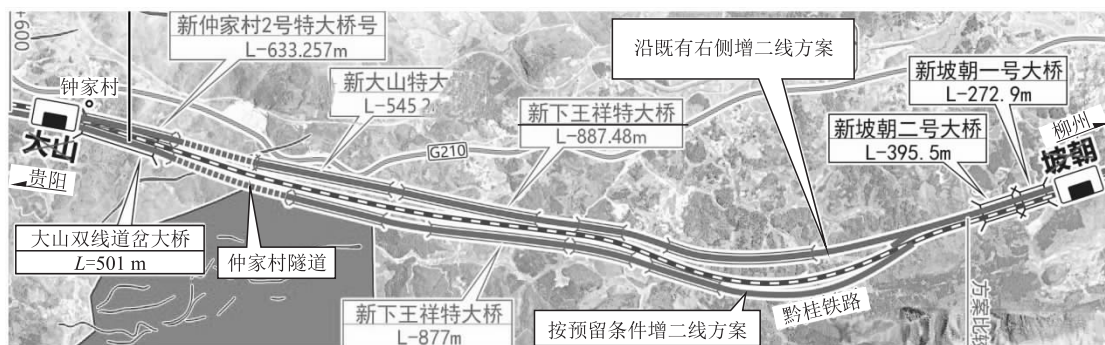 +600
新仲家村2号特大桥号
L-633.257m
钟家村
新大山特大
L-545.2
新下王祥特大桥
L-887.48m
沿既有右侧增二线方案
新坡朝一号大桥
L-272.9m
新坡朝二号大桥
L-395.5m
柳州
坡朝
大山
贵阳
G210
大山双线道岔大桥
L=501 m
仲家村隧道
新下王祥特大桥
L-877m
按预留条件增二线方案
黔桂铁路
方案比较